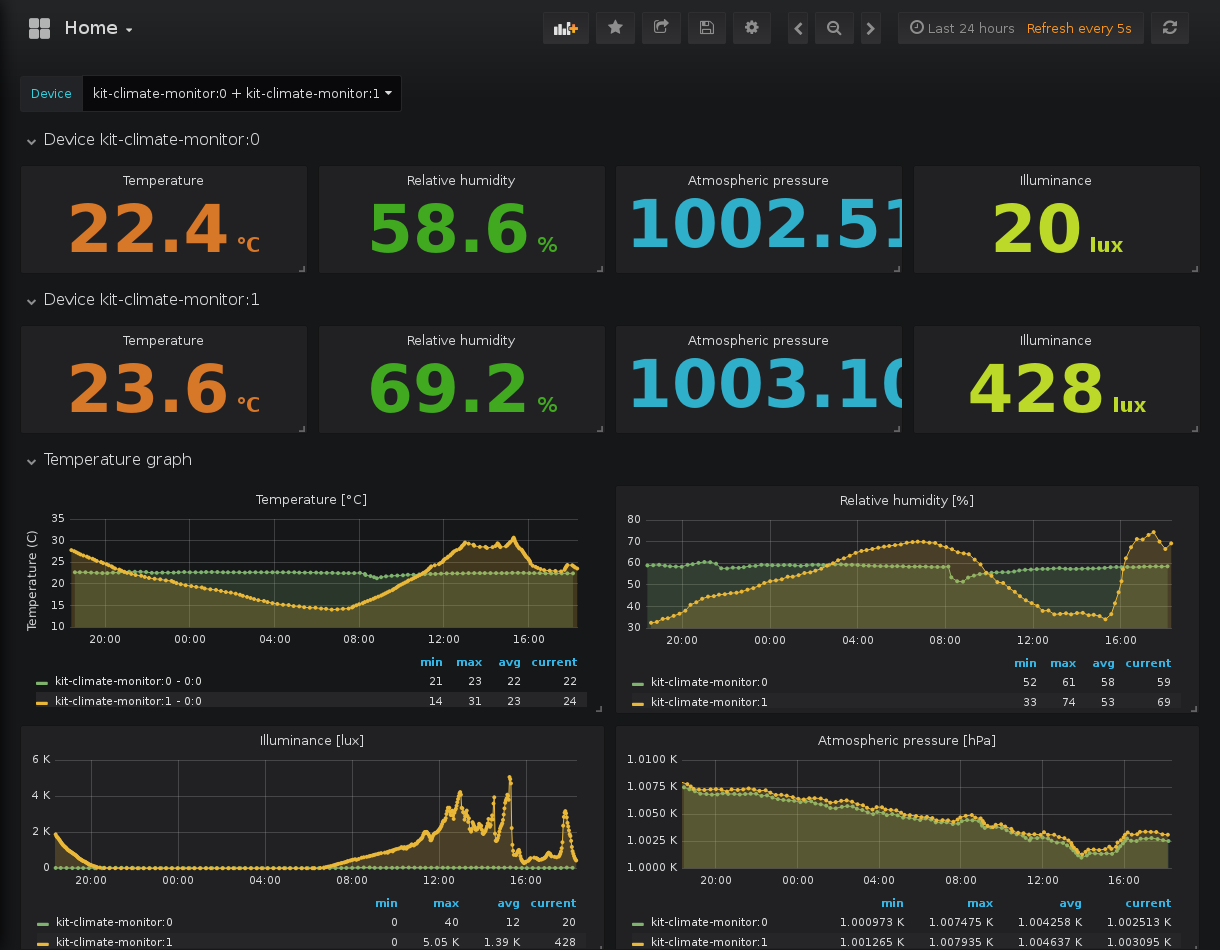 Home
Last 24 hours Refresh every 5s
Device kit-climate-monitor:0 + kit-climate-monitor:1
Device kit-climate-monitor:0
Temperature Relative humidity Atmospheric pressure Illuminance
22.4 °C 58.6 % 1002.51 20 lux
Device kit-climate-monitor:1
Temperature Relative humidity Atmospheric pressure Illuminance
23.6 °C 69.2 % 1003.10 428 lux
Temperature graph
Temperature [°C]
Temperature (C)
35
30
25
20
15
10
20:00 00:00 04:00 08:00 12:00 16:00
min max avg current
kit-climate-monitor:0 - 0:0 21 23 22 22
kit-climate-monitor:1 - 0:0 14 31 23 24
Relative humidity [%]
80
70
60
50
40
30
20:00 00:00 04:00 08:00 12:00 16:00
min max avg current
kit-climate-monitor:0 52 61 58 59
kit-climate-monitor:1 33 74 53 69
Illuminance [lux]
6 K
4 K
2 K
0
20:00 00:00 04:00 08:00 12:00 16:00
min max avg current
kit-climate-monitor:0 0 40 12 20
kit-climate-monitor:1 0 5.05 K 1.39 K 428
Atmospheric pressure [hPa]
1.0100 K
1.0075 K
1.0050 K
1.0025 K
1.0000 K
20:00 00:00 04:00 08:00 12:00 16:00
min max avg current
kit-climate-monitor:0 1.000973 K 1.007475 K 1.004258 K 1.002513 K
kit-climate-monitor:1 1.001265 K 1.007935 K 1.004637 K 1.003095 K